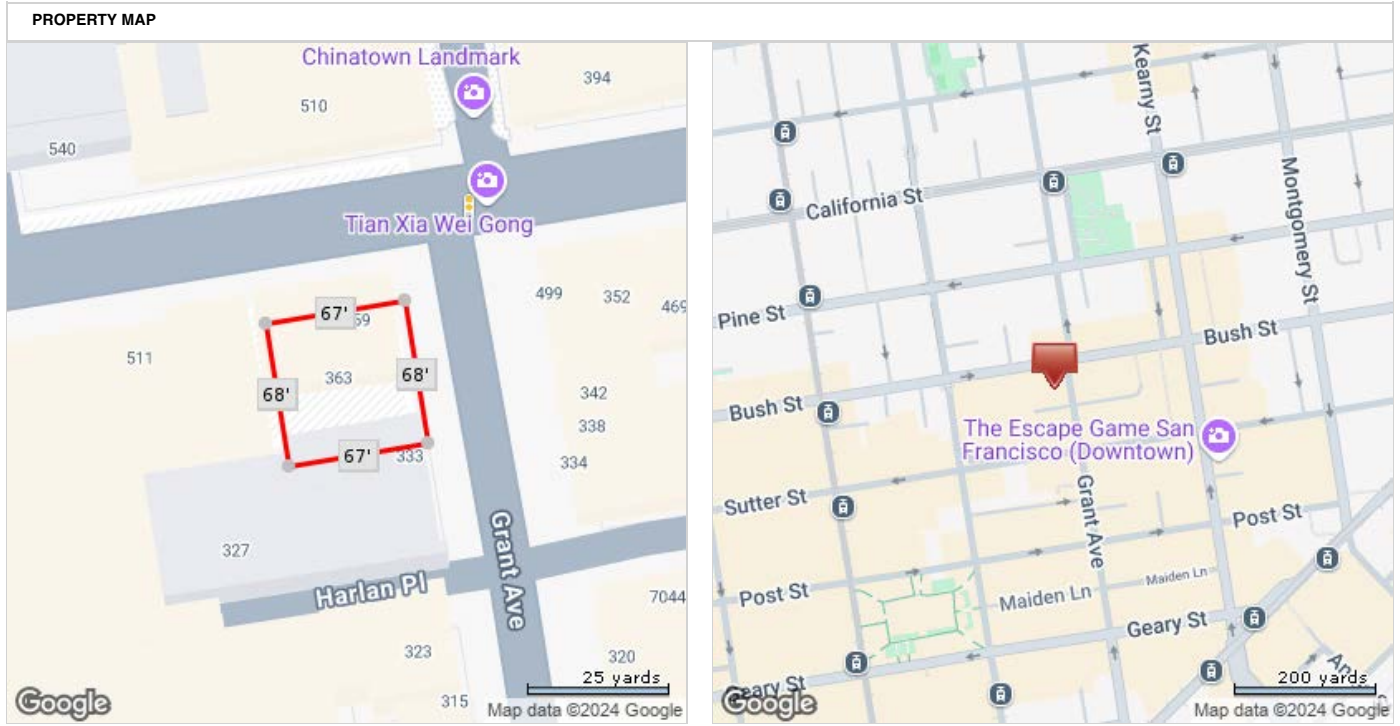 PROPERTY MAP
Chinatown Landmark
394
510
540
Tian Xia Wei Gong
499
352
469
67'
59
511
363
68'
68'
342
338
67'
333
334
327
Grant Ave
Harlan Pl
7044
323
320
315
25 yards
Google
Map data ©2024 Google
Kearny St
California St
Montgomery St
Pine St
Bush St
Bush St
The Escape Game San
Francisco (Downtown)
Sutter St
Grant Ave
Post St
Post St
Maiden Ln
Maiden Ln
Geary St
Geary St
200 yards
Google
Map data ©2024 Google